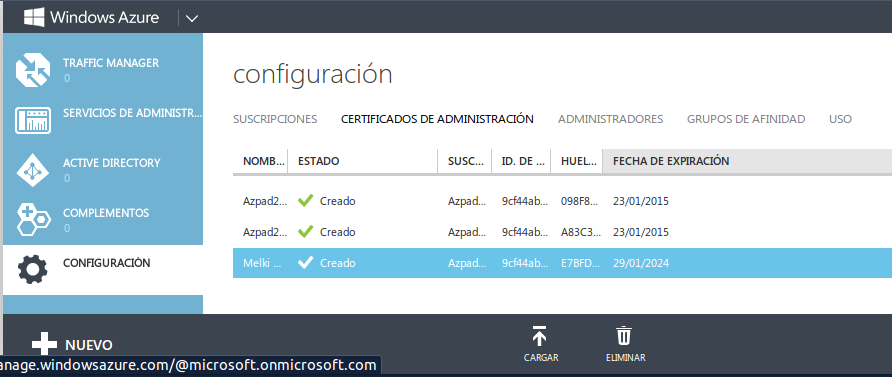 Windows Azure
TRAFFIC MANAGER
0
SERVICIOS DE ADMINISTR...
0
ACTIVE DIRECTORY
0
COMPLEMENTOS
0
CONFIGURACIÓN
configuración
SUSCRIPCIONES CERTIFICADOS DE ADMINISTRACIÓN ADMINISTRADORES GRUPOS DE AFINIDAD USO
NOMB... ESTADO SUSC... ID. DE ... HUEL... FECHA DE EXPIRACIÓN
Azpad2... Creado Azpad... 9cf44ab... 098F8... 23/01/2015
Azpad2... Creado Azpad... 9cf44ab... A83C3... 23/01/2015
Melki ... Creado Azpad... 9cf44ab... E7BFD... 29/01/2024
NUEVO
CARGAR
ELIMINAR
anage.windowsazure.com/@microsoft.onmicrosoft.com